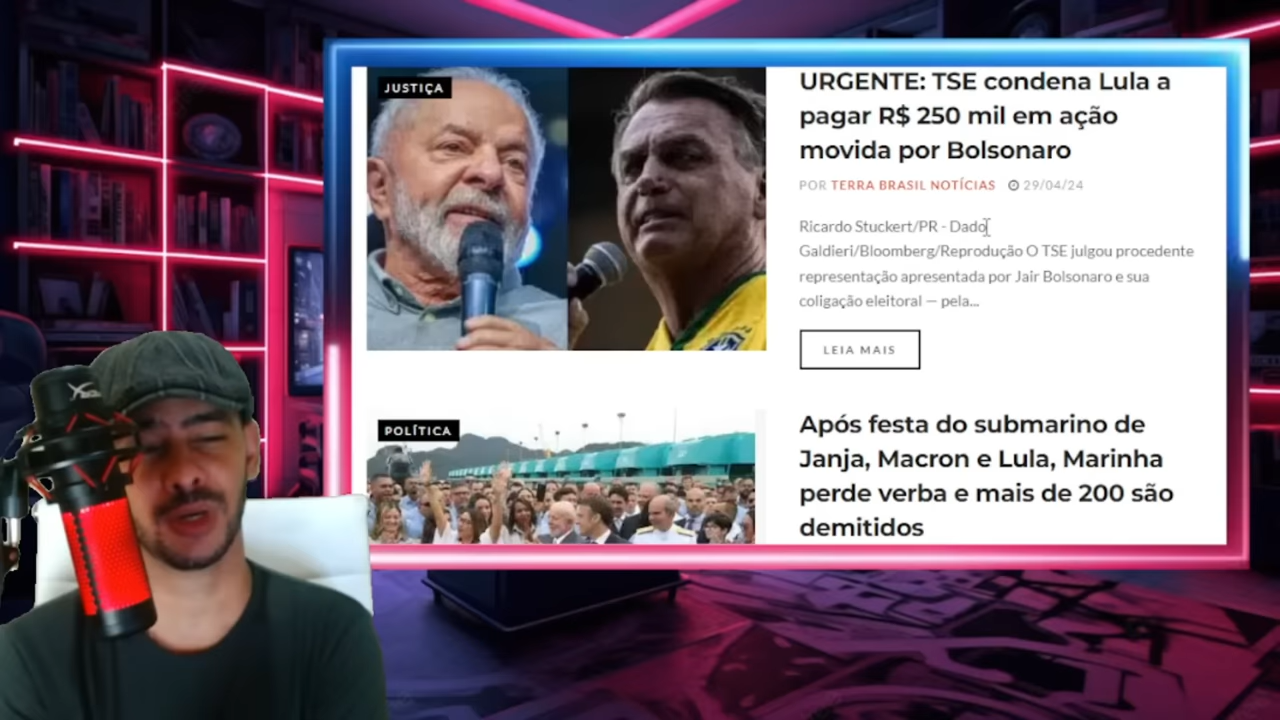 JUSTIÇA
URGENTE: TSE condena Lula a
pagar R$ 250 mil em ação
movida por Bolsonaro
POR TERRA BRASIL NOTÍCIAS 29/04/24
Ricardo Stuckert/PR - Dado
Galdieri/Bloomberg/Reprodução O TSE julgou procedente
representação apresentada por Jair Bolsonaro e sua
coligação eleitoral — pela...
LEIA MAIS
POLÍTICA
Após festa do submarino de
Janja, Macron e Lula, Marinha
perde verba e mais de 200 são
demitidos